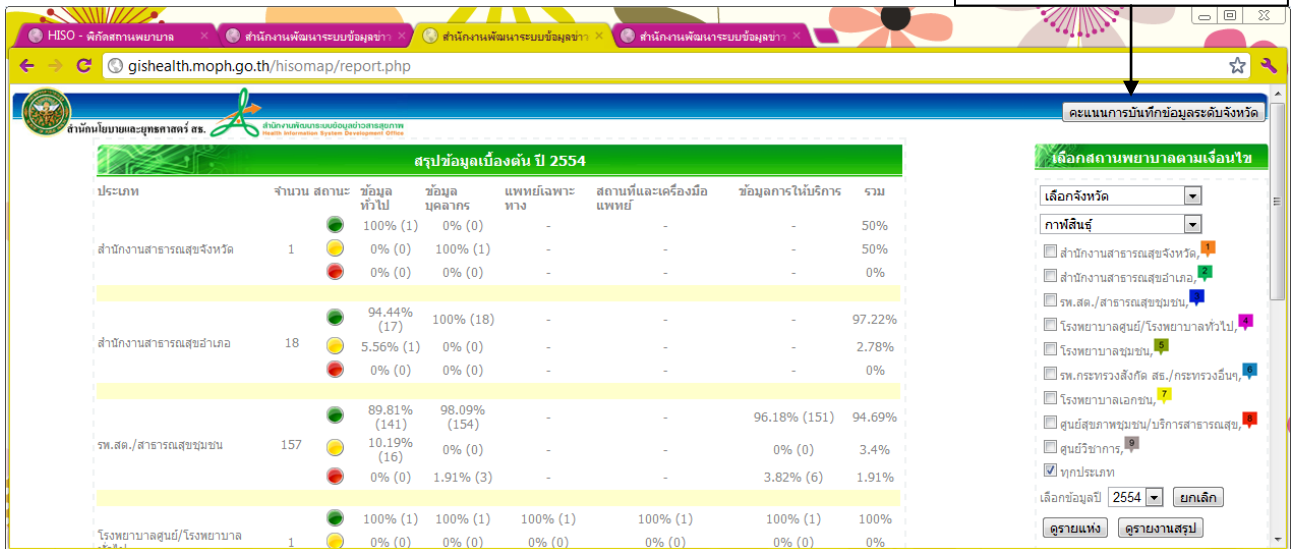 HISO - พิกัดสถานพยาบาล
สำนักงานพัฒนาระบบข้อมูลข่าว
สำนักงานพัฒนาระบบข้อมูลข่า
สำนักงานพัฒนาระบบข้อมูลข่าว
gishealth.moph.go.th/hisomap/report.php
สำนักนโยบายและยุทธศาสตร์ สธ.
สำนักงานพัฒนาระบบข้อมูลข่าวสารสุขภาพ
Health Information System Development Office
คะแนนการบันทึกข้อมูลระดับจังหวัด
สรุปข้อมูลเบื้องต้น ปี 2554
ประเภท จำนวน สถานะ ข้อมูลทั่วไป ข้อมูลบุคลากร แพทย์เฉพาะทาง สถานที่และเครื่องมือแพทย์ ข้อมูลการให้บริการ รวม
100% (1) 0% (0) - - - 50%
สำนักงานสาธารณสุขจังหวัด 1 0% (0) 100% (1) - - - 50%
0% (0) 0% (0) - - - 0%
94.44% (17) 100% (18) - - - 97.22%
สำนักงานสาธารณสุขอำเภอ 18 5.56% (1) 0% (0) - - - 2.78%
0% (0) 0% (0) - - - 0%
89.81% (141) 98.09% (154) - - 96.18% (151) 94.69%
รพ.สต./สาธารณสุขชุมชน 157 10.19% (16) 0% (0) - - 0% (0) 3.4%
0% (0) 1.91% (3) - - 3.82% (6) 1.91%
100% (1) 100% (1) 100% (1) 100% (1) 100% (1) 100%
โรงพยาบาลศูนย์/โรงพยาบาล
ทั่วไป 1 0% (0) 0% (0) 0% (0) 0% (0) 0% (0) 0%
เลือกสถานพยาบาลตามเงื่อนไข
เลือกจังหวัด
กาฬสินธุ์
สำนักงานสาธารณสุขจังหวัด, 1
สำนักงานสาธารณสุขอำเภอ, 2
รพ.สต./สาธารณสุขชุมชน, 3
โรงพยาบาลศูนย์/โรงพยาบาลทั่วไป, 4
โรงพยาบาลชุมชน, 5
รพ.กระทรวงสังกัด สธ./กระทรวงอื่นๆ, 6
โรงพยาบาลเอกชน, 7
ศูนย์สุขภาพชุมชน/บริการสาธารณสุข, 8
ศูนย์วิชาการ, 9
ทุกประเภท
เลือกข้อมูลปี 2554 ยกเลิก
ดูรายแห่ง ดูรายงานสรุป